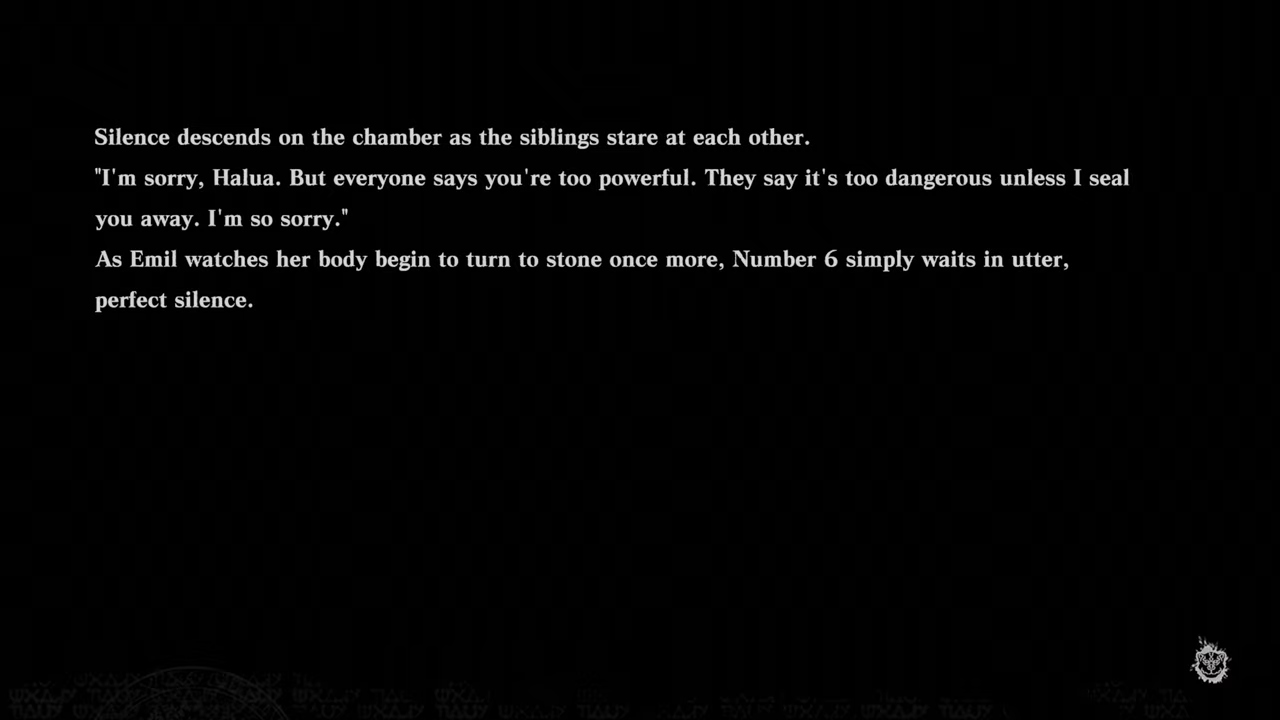 Silence descends on the chamber as the siblings stare at each other.
"I'm sorry, Halua. But everyone says you're too powerful. They say it's too dangerous unless I seal
you away. I'm so sorry."
As Emil watches her body begin to turn to stone once more, Number 6 simply waits in utter,
perfect silence.